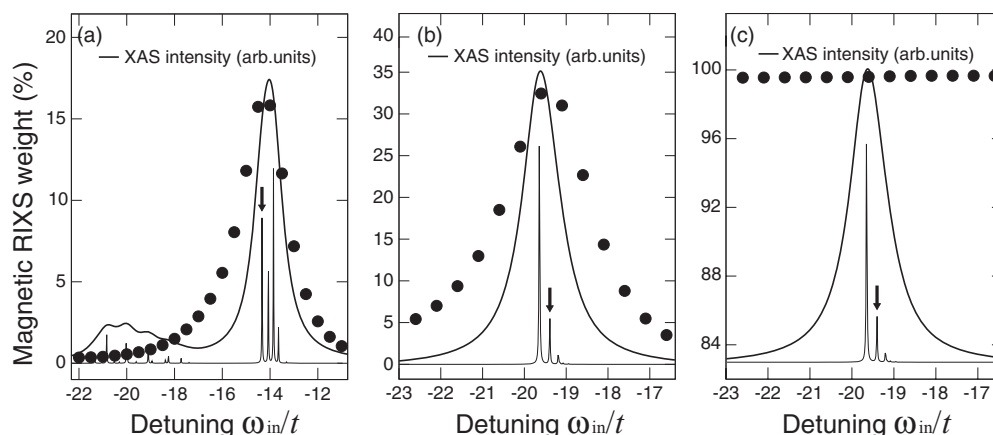 Magnetic RIXS weight (%)
(a)
XAS intensity (arb.units)
20
15
10
5
0
-22 -20 -18 -16 -14 -12
Detuning ωin/t
(b)
XAS intensity (arb.units)
40
35
30
25
20
15
10
5
0
-23 -22 -21 -20 -19 -18 -17
Detuning ωin/t
(c)
XAS intensity (arb.units)
100
96
92
88
84
-23 -22 -21 -20 -19 -18 -17
Detuning ωin/t